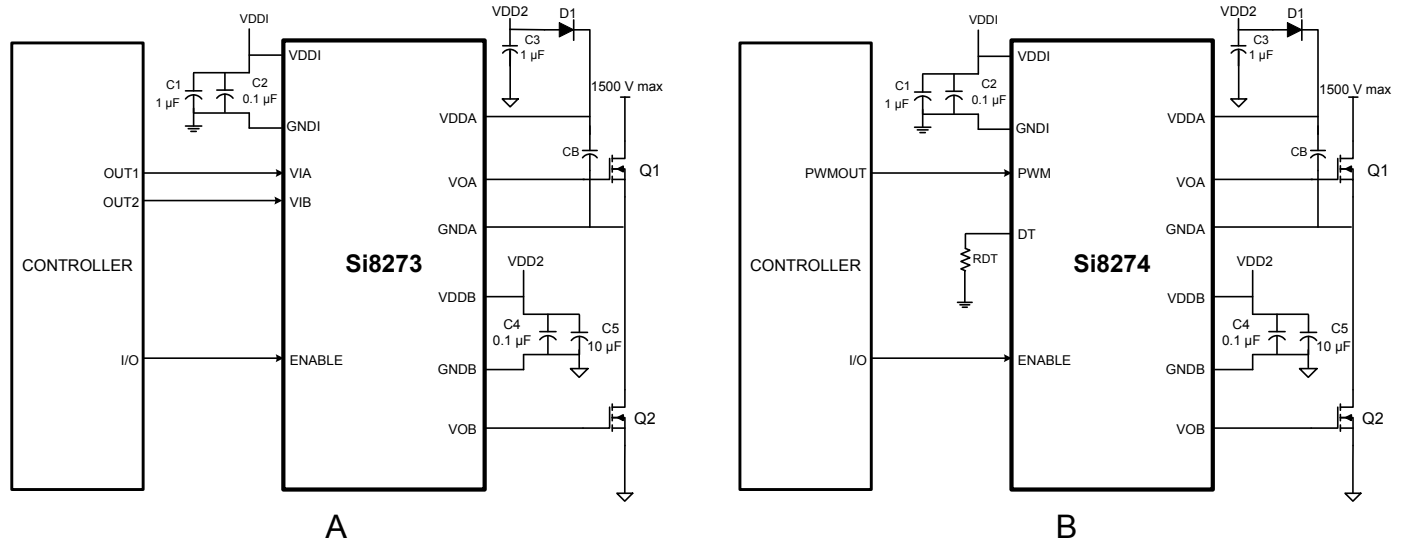 VDD2
D1
VDDI
C3
1 µF
VDDI
C1
1 µF
C2
0.1 µF
GNDI
1500 V max
VDDA
CB
Q1
OUT1
VIA
VOA
OUT2
VIB
GNDA
CONTROLLER
Si8273
VDD2
VDDB
C4
0.1 µF
C5
10 µF
I/O
ENABLE
GNDB
Q2
VOB
A
VDD2
D1
VDDI
C3
1 µF
VDDI
C1
1 µF
C2
0.1 µF
GNDI
1500 V max
VDDA
CB
Q1
PWMOUT
PWM
VOA
DT
GNDA
RDT
CONTROLLER
Si8274
VDD2
VDDB
C4
0.1 µF
C5
10 µF
I/O
ENABLE
GNDB
Q2
VOB
B